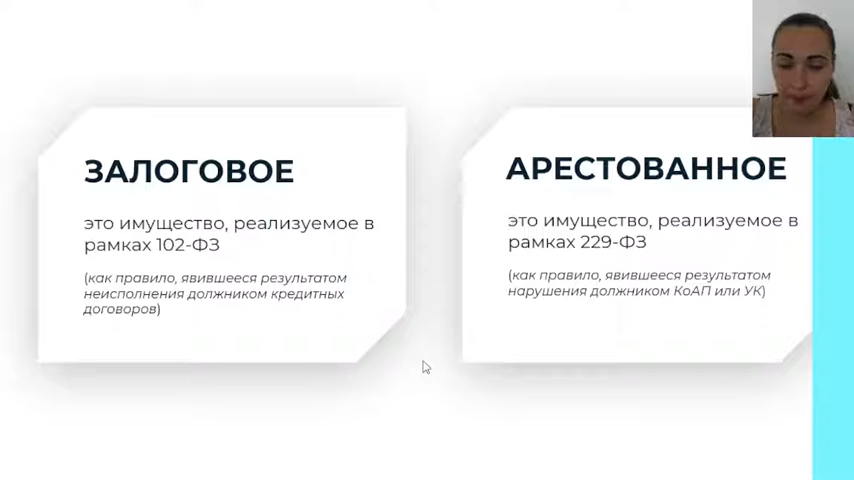 ЗАЛОГОВОЕ
это имущество, реализуемое в
рамках 102-ФЗ
(как правило, явившееся результатом
неисполнения должником кредитных
договоров)
АРЕСТОВАННОЕ
это имущество, реализуемое в
рамках 229-ФЗ
(как правило, явившееся результатом
нарушения должником КоАП или УК)